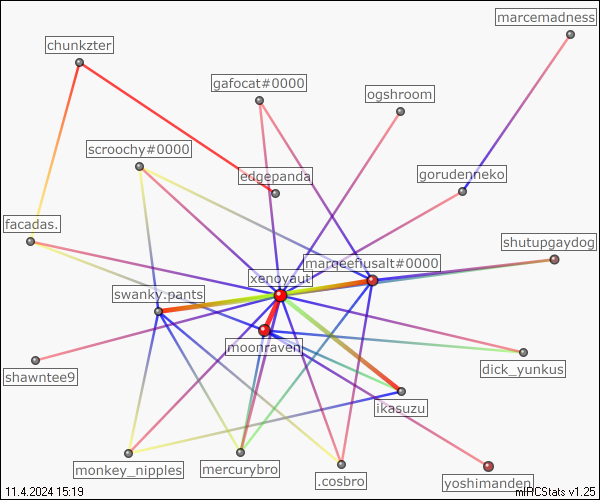 marcemadness
chunkzter
gafocat#0000
ogshroom
scroochy#0000
edgepanda
gorudenneko
facadas.
shutupgaydog
marqeefiusalt#0000
xenoyaut
swanky.pants
moonraven
dick_yunkus
shawntee9
ikasuzu
monkey_nipples
mercurybro
.cosbro
yoshimanden
11.4.2024 15:19
mIRCStats v1.25